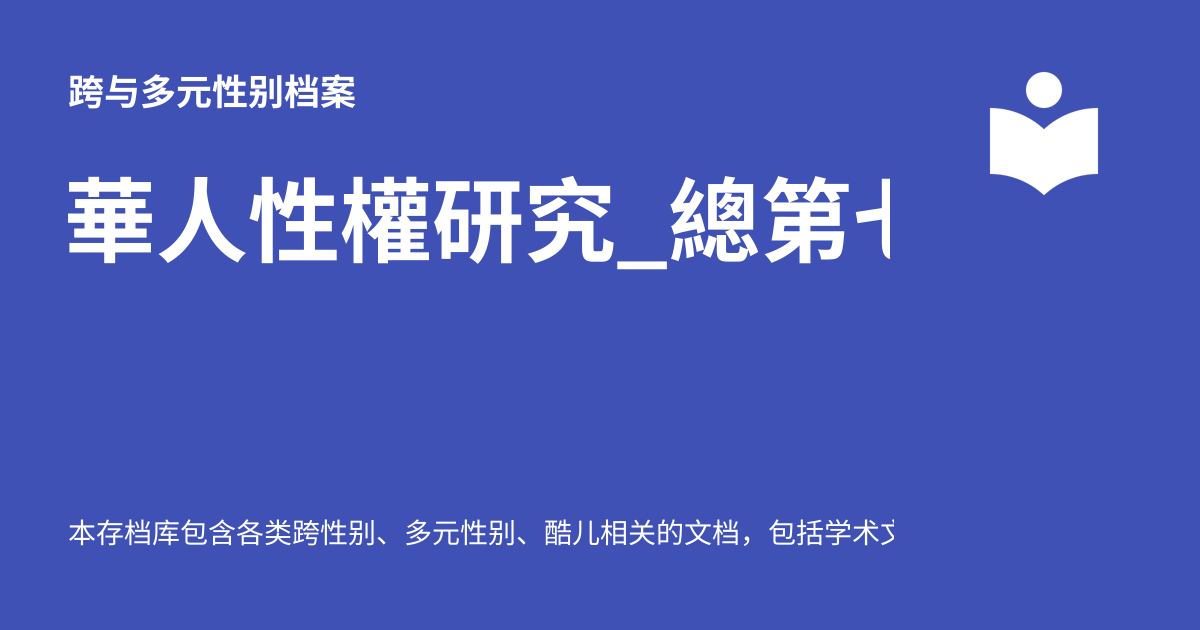 跨与多元性别档案
華人性權研究_總第
本存档库包含各类跨性别、多元性别、酷儿相关的文档，包括学术